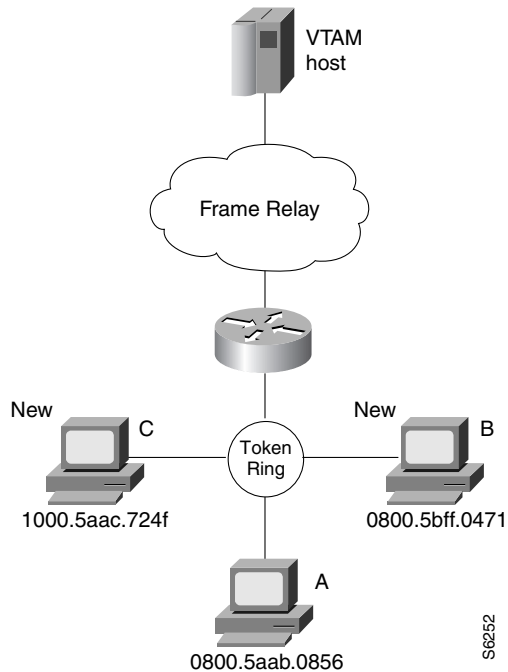 VTAM
host
Frame Relay
New
C
New
B
Token
Ring
1000.5aac.724f
0800.5bff.0471
A
0800.5aab.0856
S6252